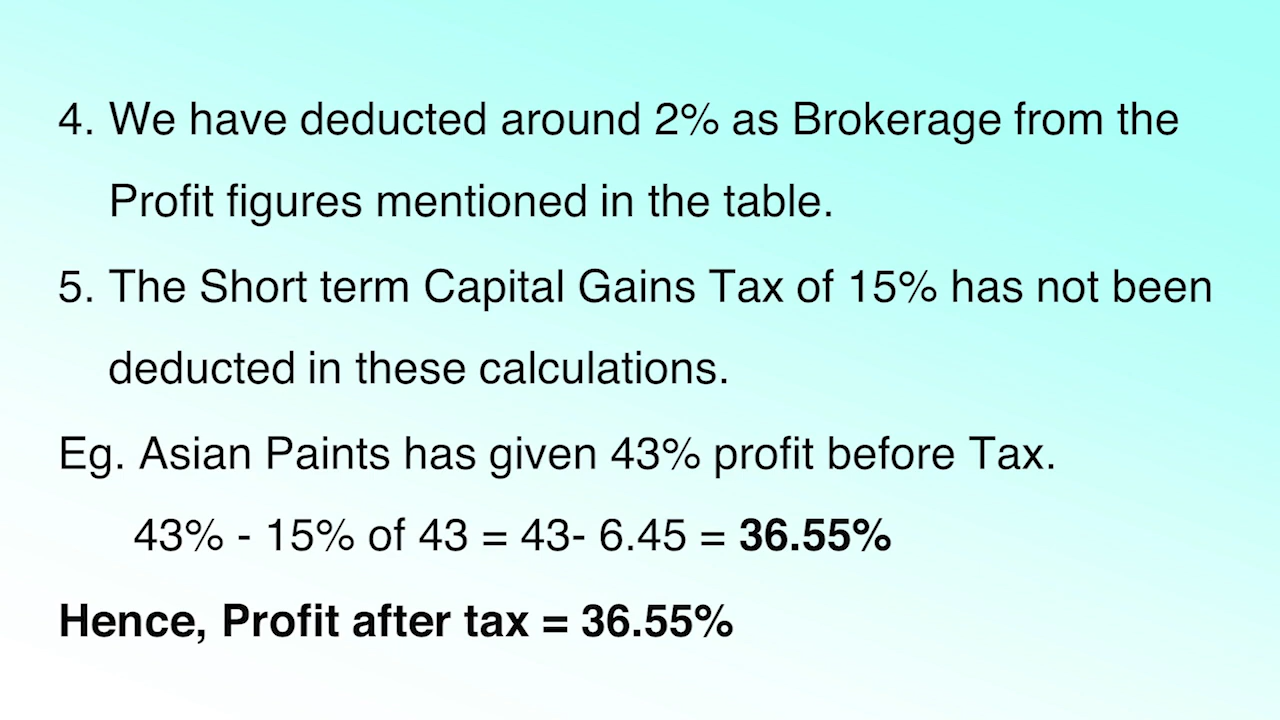 4. We have deducted around 2% as Brokerage from the
Profit figures mentioned in the table.
5. The Short term Capital Gains Tax of 15% has not been
deducted in these calculations.
Eg. Asian Paints has given 43% profit before Tax.
43% - 15% of 43 = 43- 6.45 = 36.55%
Hence, Profit after tax = 36.55%